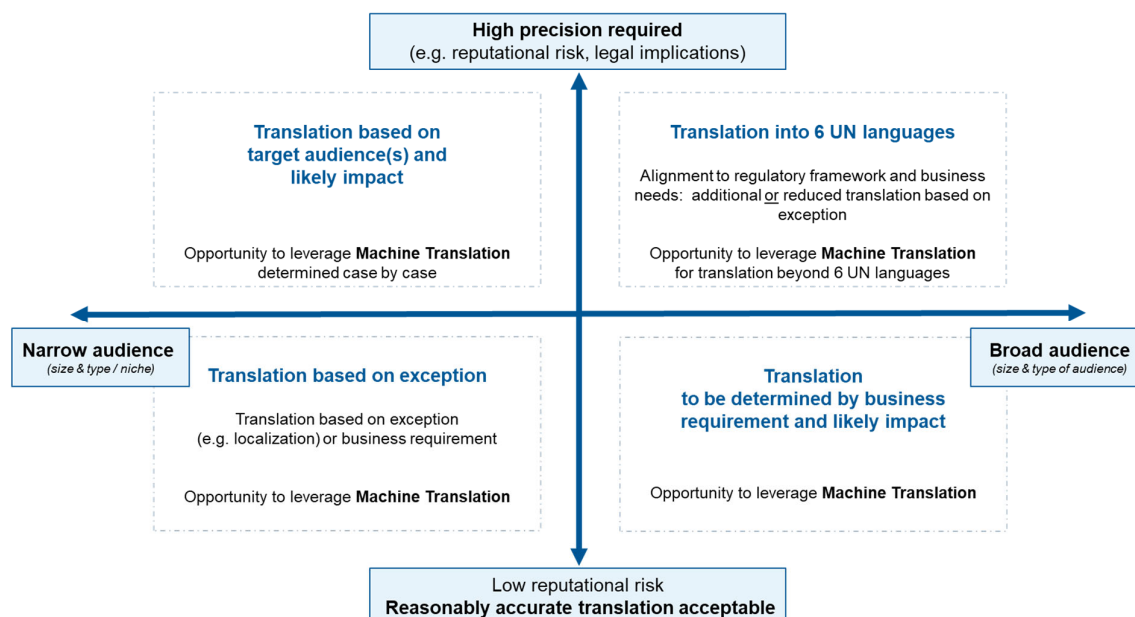 High precision required
(e.g. reputational risk, legal implications)
Translation based on
target audience(s) and
likely impact
Opportunity to leverage Machine Translation
determined case by case
Translation into 6 UN languages
Alignment to regulatory framework and business
needs: additional or reduced translation based on
exception
Opportunity to leverage Machine Translation
for translation beyond 6 UN languages
Narrow audience
(size & type / niche)
Broad audience
(size & type of audience)
Translation based on exception
Translation based on exception
(e.g. localization) or business requirement
Opportunity to leverage Machine Translation
Translation
to be determined by business
requirement and likely impact
Opportunity to leverage Machine Translation
Low reputational risk
Reasonably accurate translation acceptable